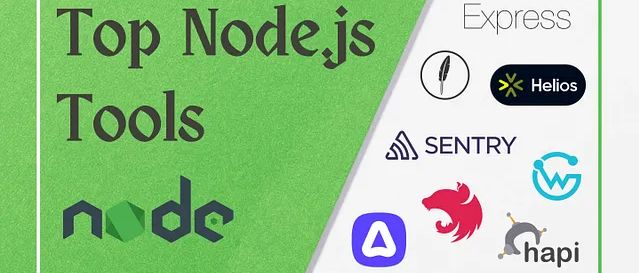 Top Node.js
Tools
node
Express
Helios
SENTRY
hapi